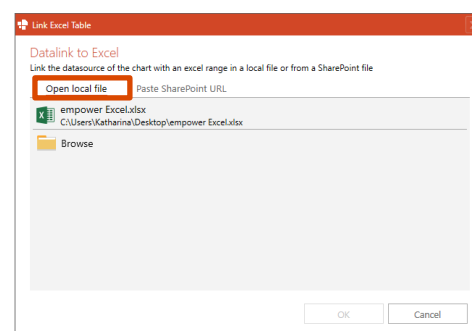 Link Excel Table
Datalink to Excel
Link the datasource of the chart with an excel range in a local file or from a SharePoint file
Open local file Paste SharePoint URL
empower Excel.xlsx
C:\Users\Katharina\Desktop\empower Excel.xlsx
Browse
OK Cancel